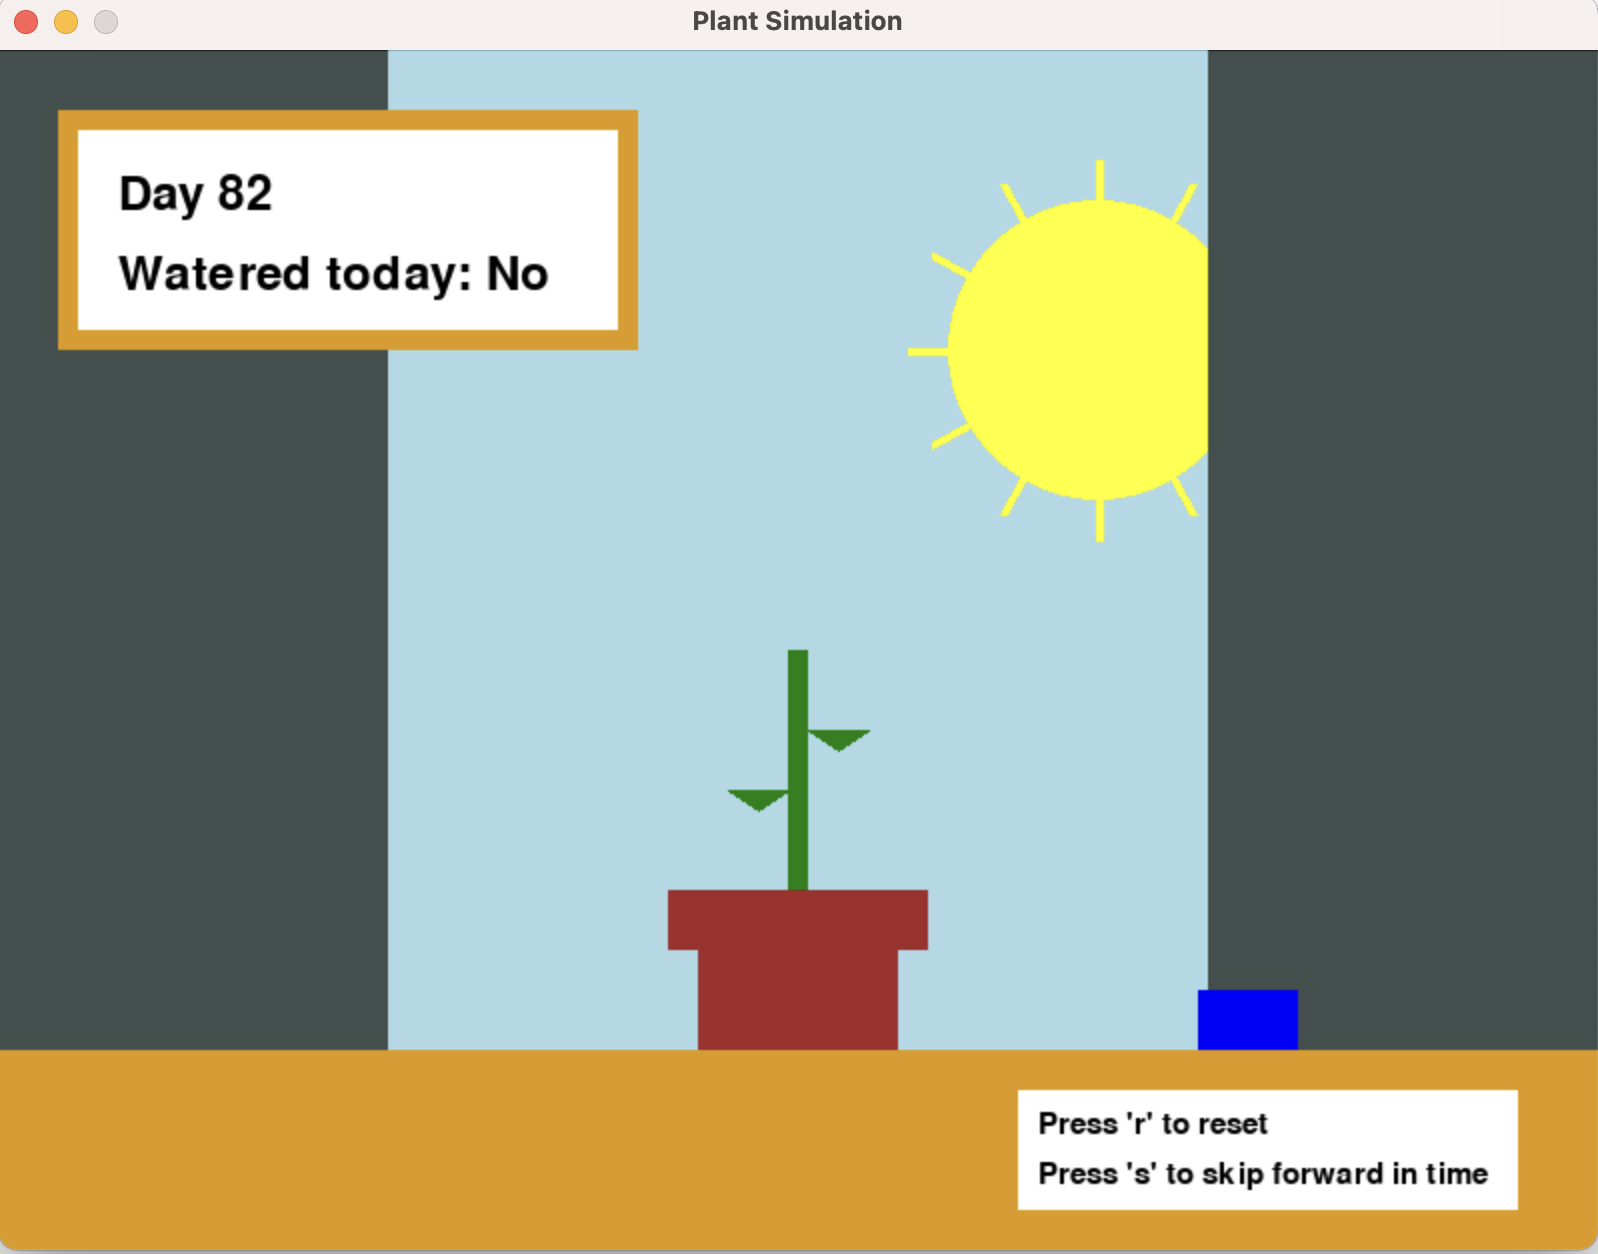 Plant Simulation
Day 82
Watered today: No
Press 'r' to reset
Press 's' to skip forward in time